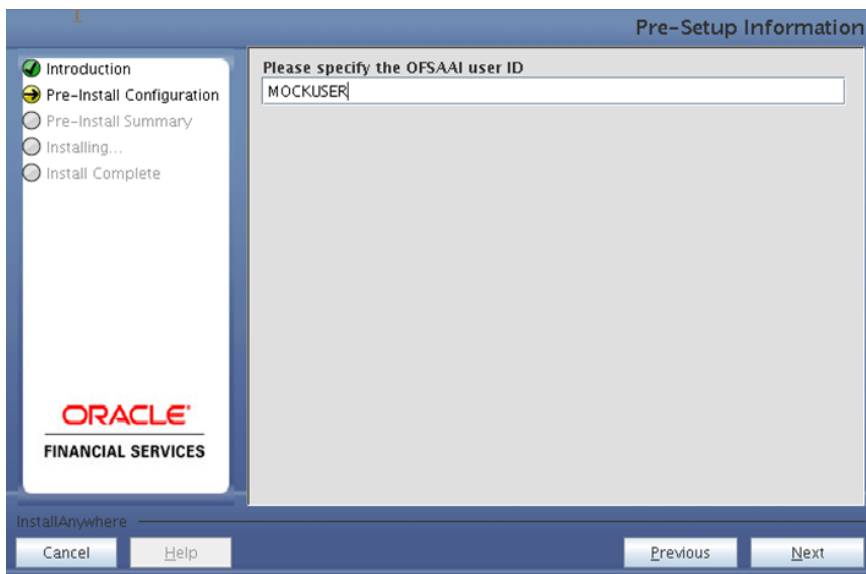 Pre-Setup Information
Introduction
Pre-Install Configuration
Pre-Install Summary
Installing...
Install Complete
ORACLE'
FINANCIAL SERVICES
Please specify the OFSAAI user ID
MOCKUSER
InstallAnywhere
Cancel
Help
Previous
Next